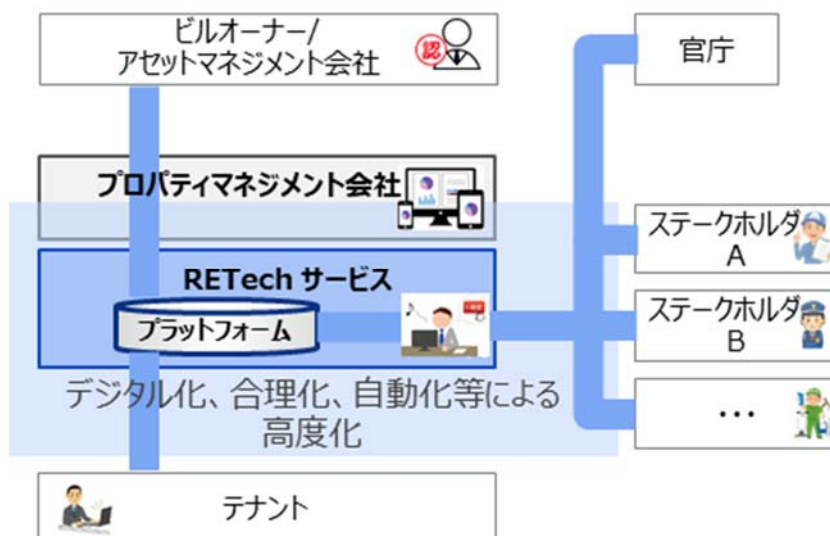 ビルオーナー/
アセットマネジメント会社
認
官庁
プロパティマネジメント会社
RETech サービス
プラットフォーム
デジタル化、合理化、自動化等による
高度化
ステークホルダ
A
ステークホルダ
B
…
テナント